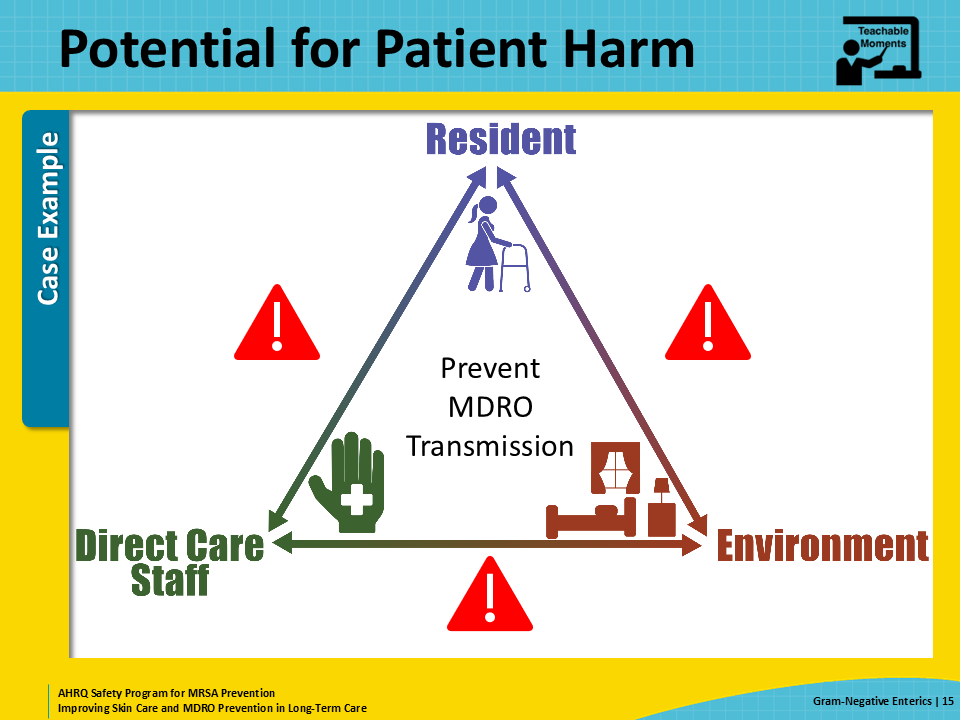 Potential for Patient Harm
Teachable
Moments
Case Example
Resident
Prevent
MDRO
Transmission
Direct Care
Staff
Environment
AHRQ Safety Program for MRSA Prevention
Improving Skin Care and MDRO Prevention in Long-Term Care
Gram-Negative Enterics | 15